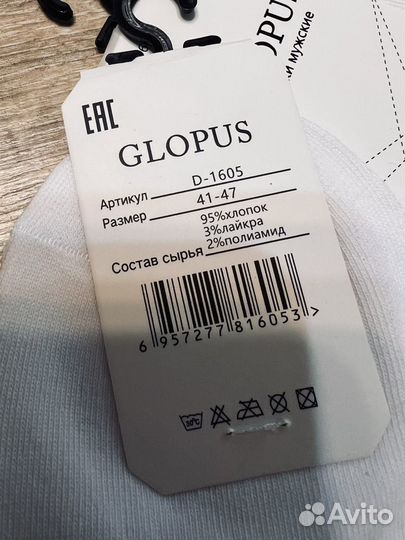 EAC
GLOPUS
Артикул D-1605
Размер 41-47
95%хлопок
3%лайкра
Состав сырья 2%полиамид
6 957277 816053 >
30°C
мужские
Avito